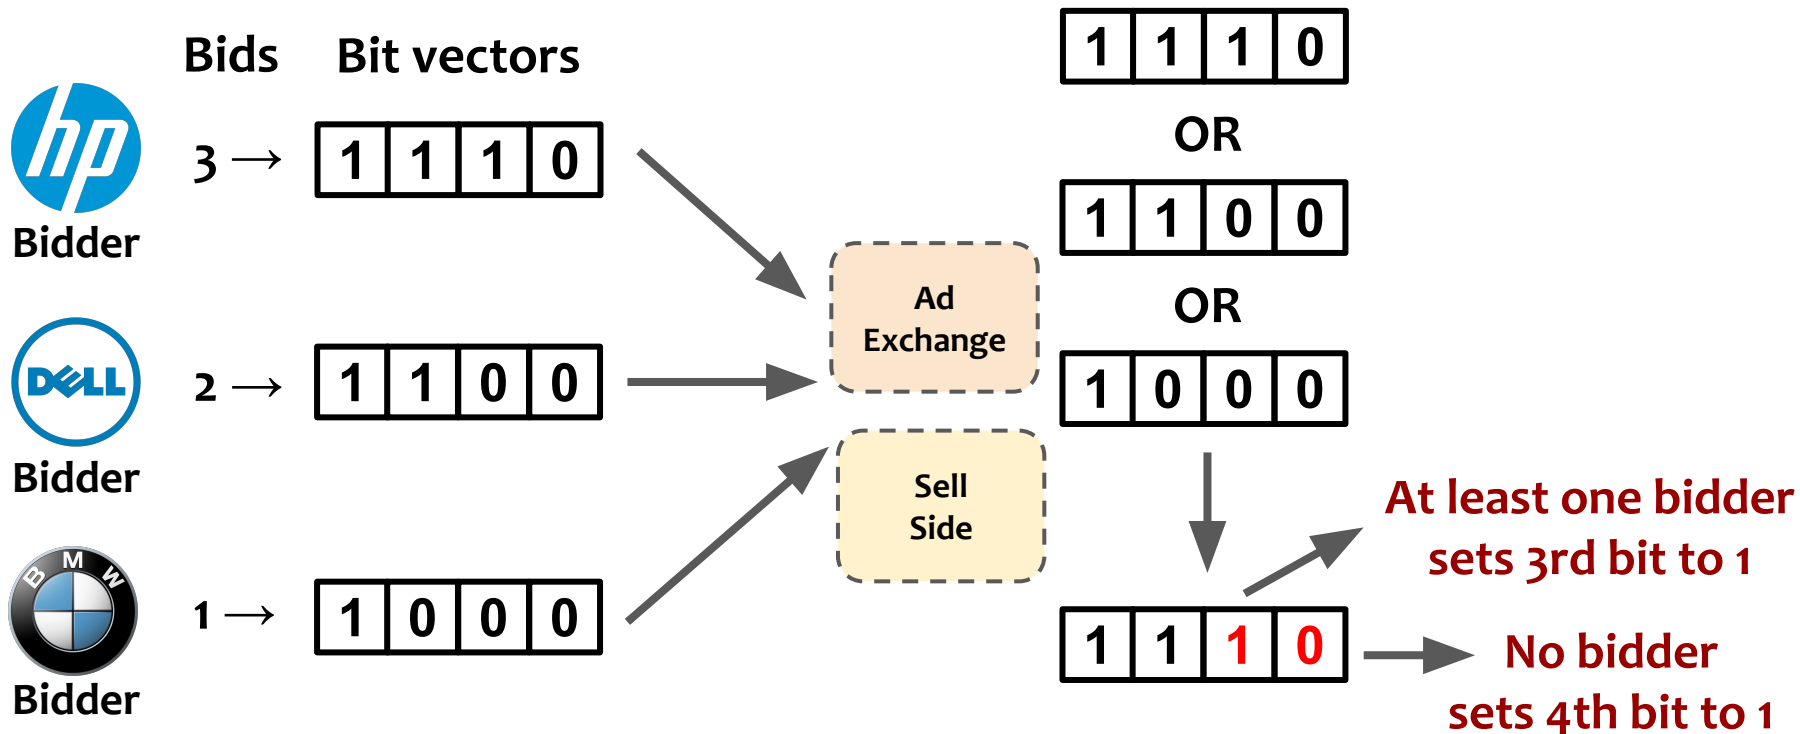 Bids Bit vectors
hp
3 → 1 1 1 0
Bidder
DELL
2 → 1 1 0 0
Bidder
BMW
1 → 1 0 0 0
Bidder
Ad
Exchange
Sell
Side
1 1 1 0
OR
1 1 0 0
OR
1 0 0 0
1 1 1 0
At least one bidder
sets 3rd bit to 1
No bidder
sets 4th bit to 1